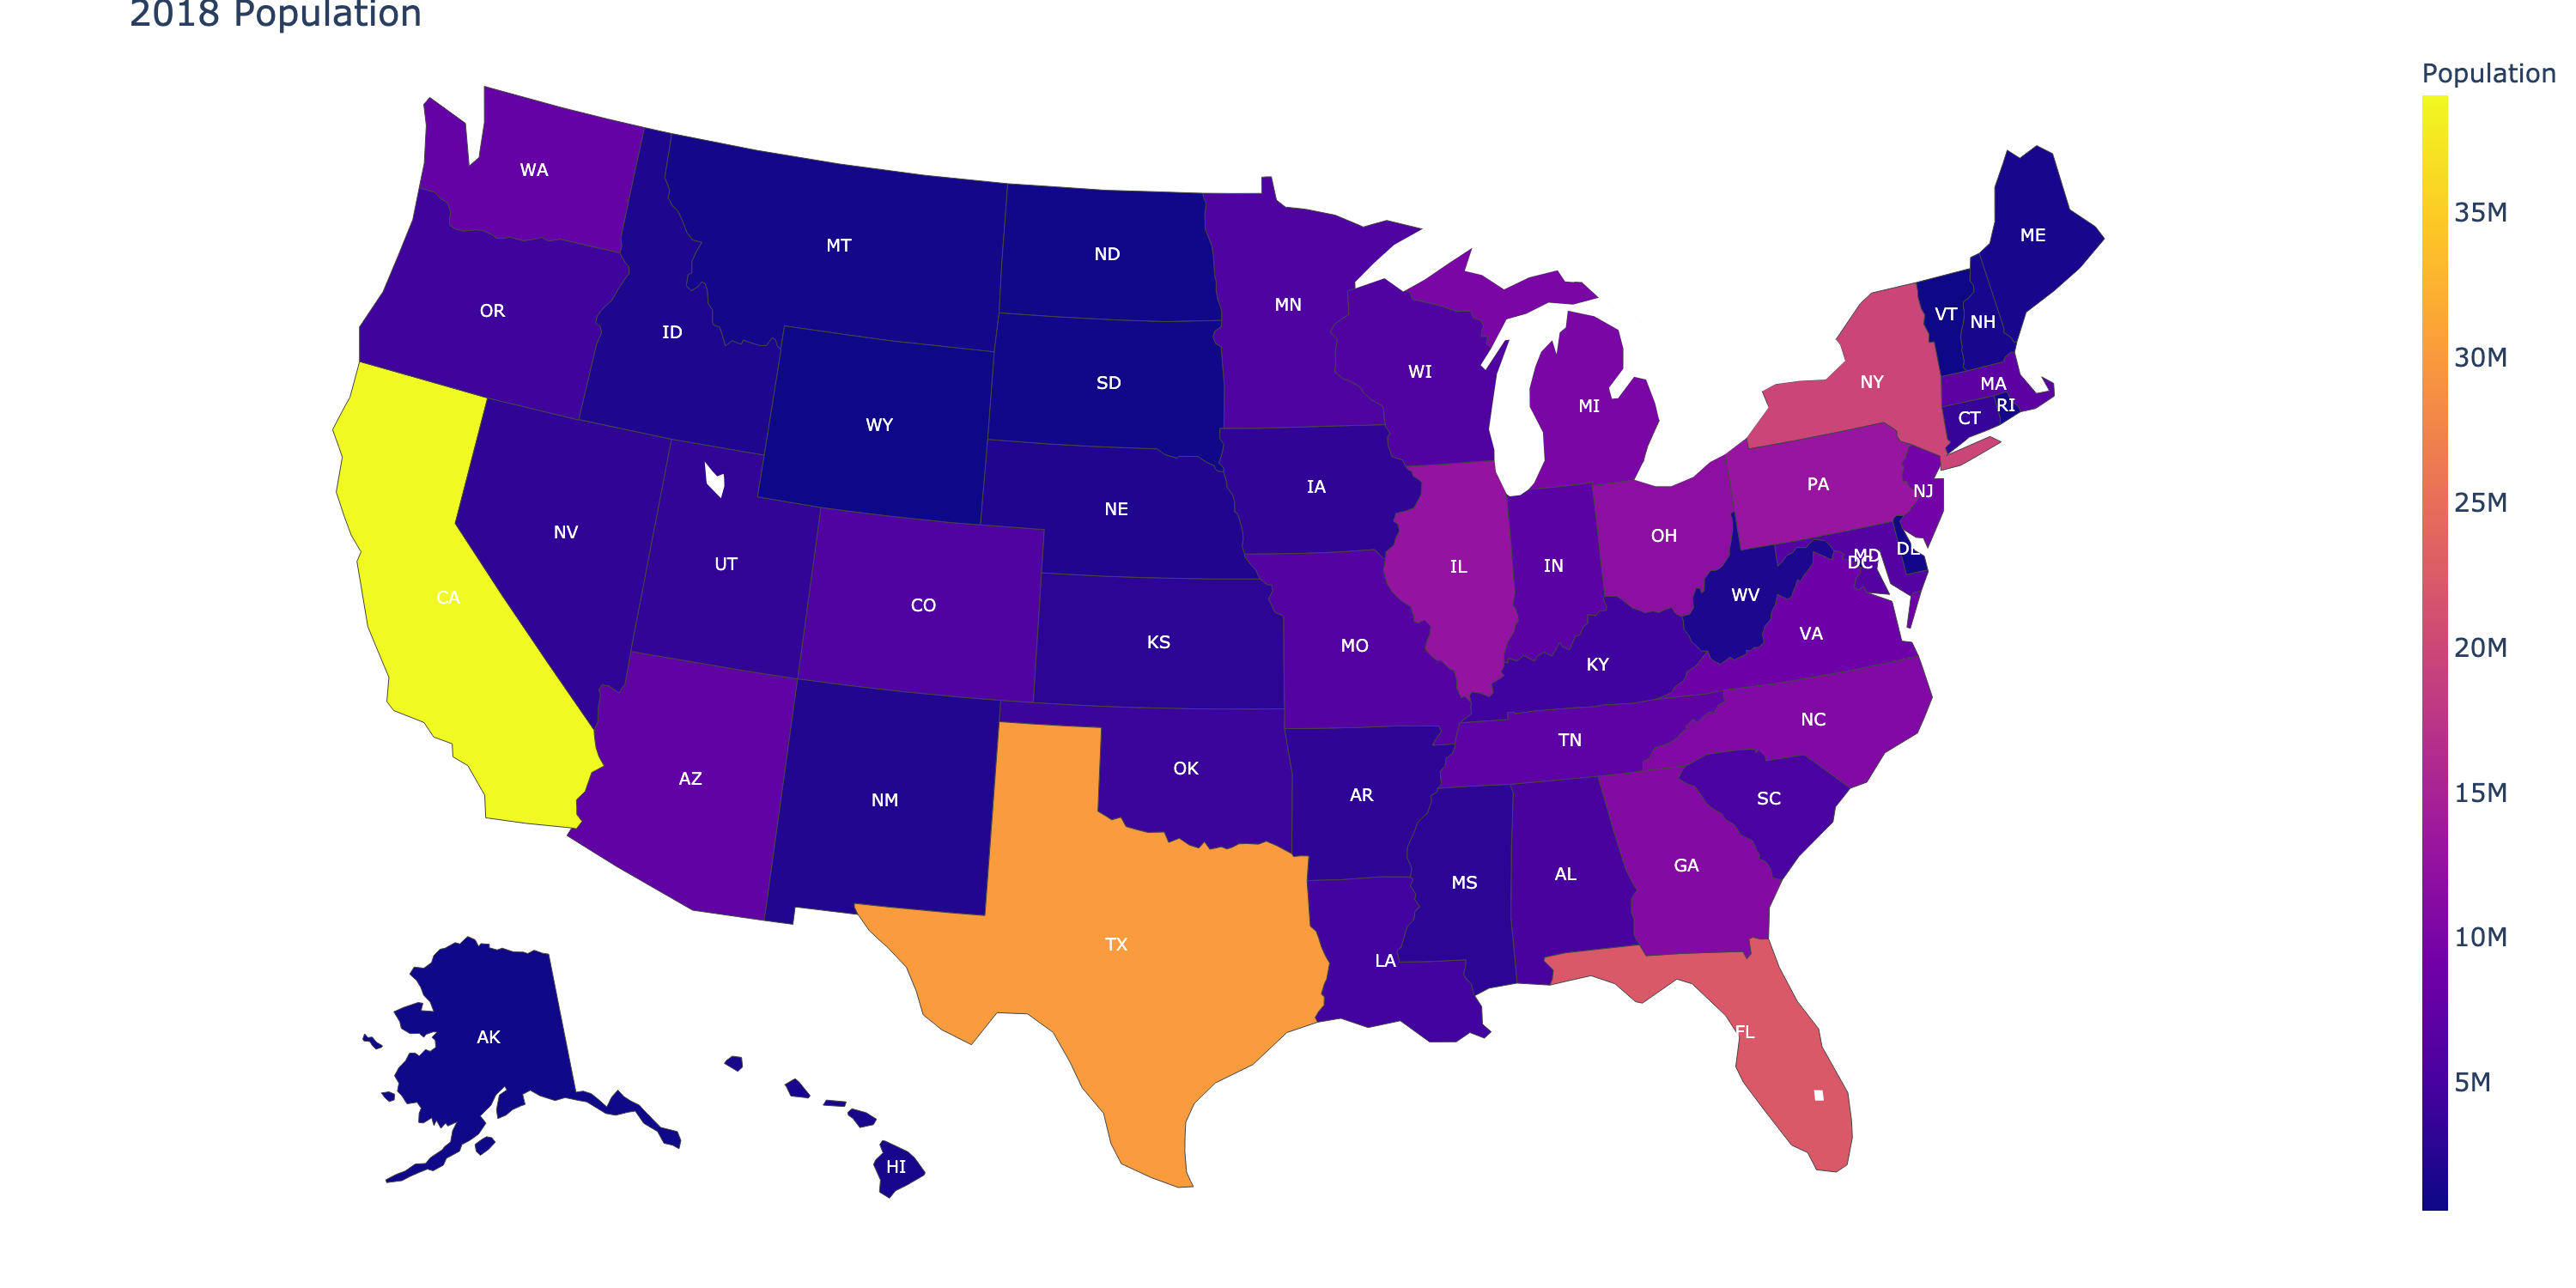 2018 Population
Population
35M
30M
25M
20M
15M
10M
5M
WA
MT
ND
MN
ME
OR
ID
SD
WI
MI
NY
VT
NH
MA
RI
CT
WY
IA
NE
PA
NJ
NV
UT
CO
IL
IN
OH
MD
DC
DE
WV
CA
KS
MO
KY
VA
AZ
NM
OK
AR
TN
NC
SC
TX
LA
MS
AL
GA
FL
AK
HI